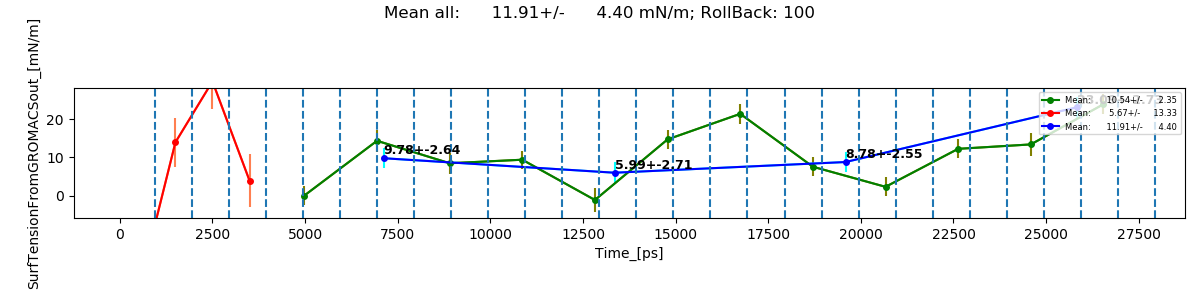 Mean all:      11.91+/-      4.40 mN/m; RollBack: 100
SurfTensionFromGROMACSout_[mN/m]
20
10
0
9.78+-2.64
5.99+-2.71
8.78+-2.55
Mean:      10.54+/-      2.35
Mean:      5.67+/-      13.33
Mean:      11.91+/-      4.40
0 2500 5000 7500 10000 12500 15000 17500 20000 22500 25000 27500
Time_[ps]